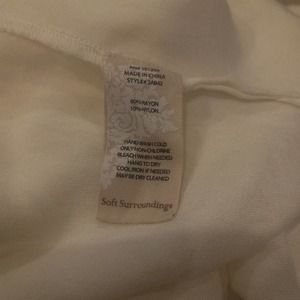 MADE IN CHINA
RAYON
10% NYLON
HAND WASH COLD
ONLY NON-CHLORINE
BLEACH WHEN NEEDED
HANG TO DRY
COOL IRON IF NEEDED
MAY BE DRY CLEANED
Soft Surroundings